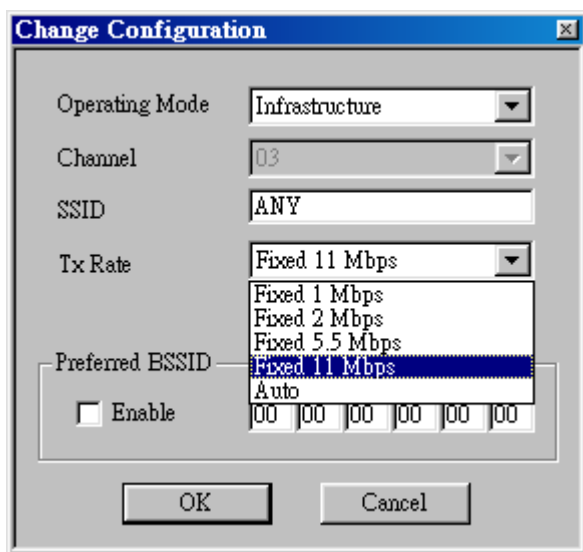 Change Configuration
Operating Mode Infrastructure
Channel 03
SSID ANY
Tx Rate Fixed 11 Mbps
Fixed 1 Mbps
Fixed 2 Mbps
Fixed 5.5 Mbps
Fixed 11 Mbps
Auto
Preferred BSSID
Enable 00 00 00 00 00 00
OK Cancel